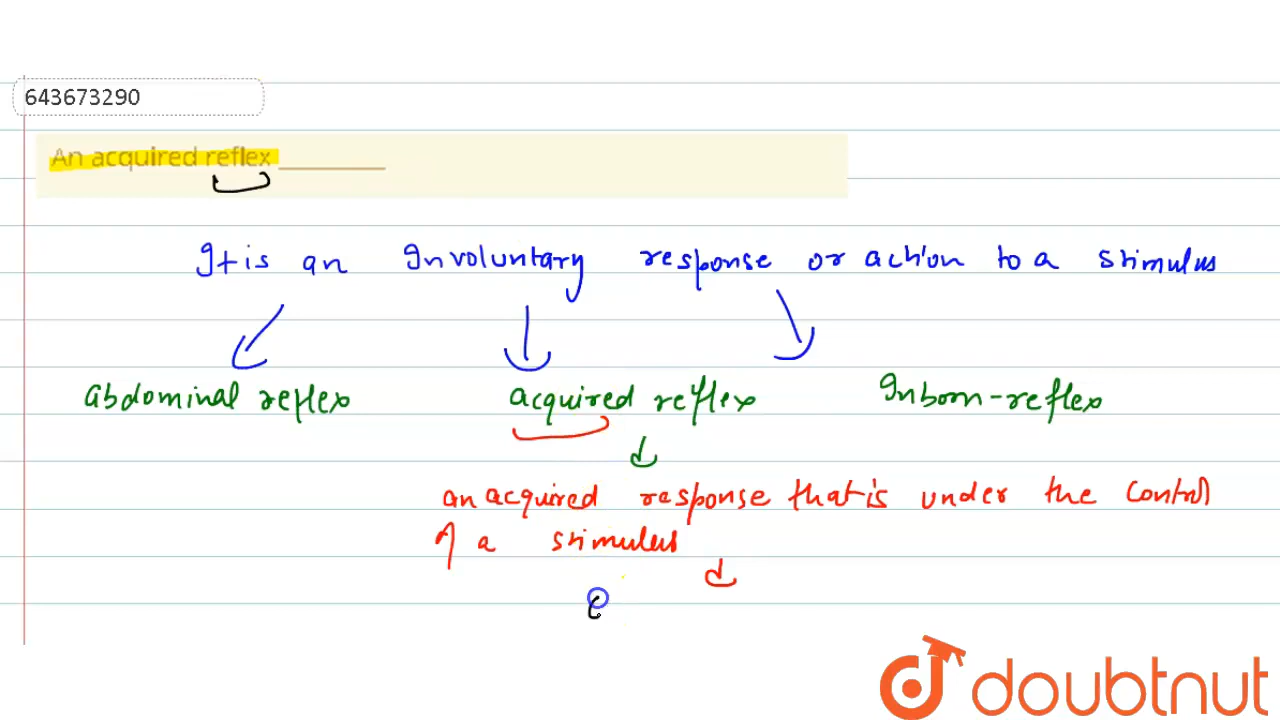 643673290
An acquired reflex ________
It is an Involuntary response or action to a stimulus
abdominal reflex acquired reflex Inborn-reflex
an acquired response that is under the control
of a stimulus
doubtnut